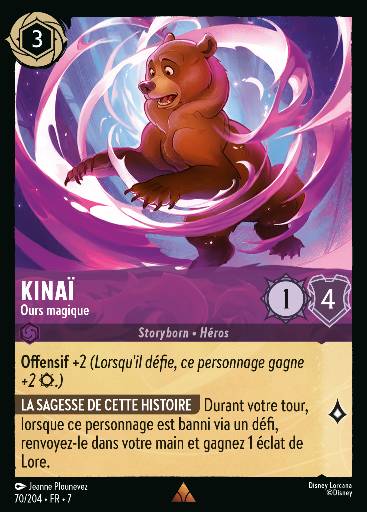 3
KINAÏ
Ours magique
1
4
Storyborn • Héros
Offensif +2 (Lorsqu'il défie, ce personnage gagne
+2 .)
LA SAGESSE DE CETTE HISTOIRE Durant votre tour,
lorsque ce personnage est banni via un défi,
renvoyez-le dans votre main et gagnez 1 éclat de
Lore.
Jeanne Plounevez
Disney Lorcana
70/204 • FR • 7
©Disney